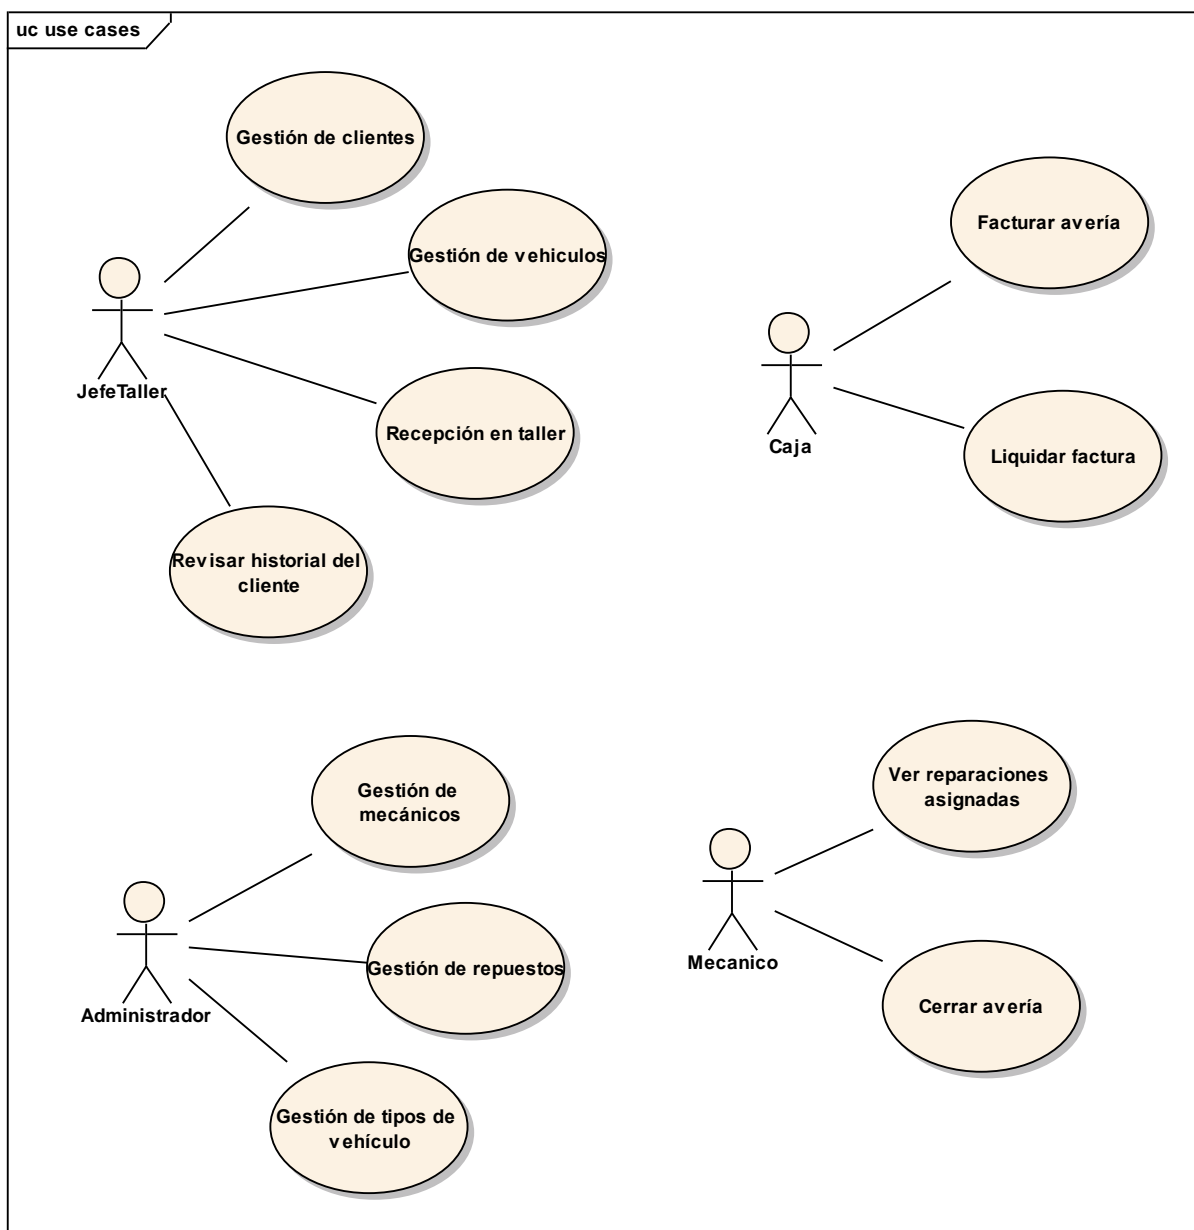 uc use cases
Gestión de clientes
Gestión de vehiculos
JefeTaller
Recepción en taller
Revisar historial del
cliente
Facturar avería
Caja
Liquidar factura
Gestión de
mecánicos
Administrador
Gestión de repuestos
Gestión de tipos de
vehículo
Ver reparaciones
asignadas
Mecanico
Cerrar avería